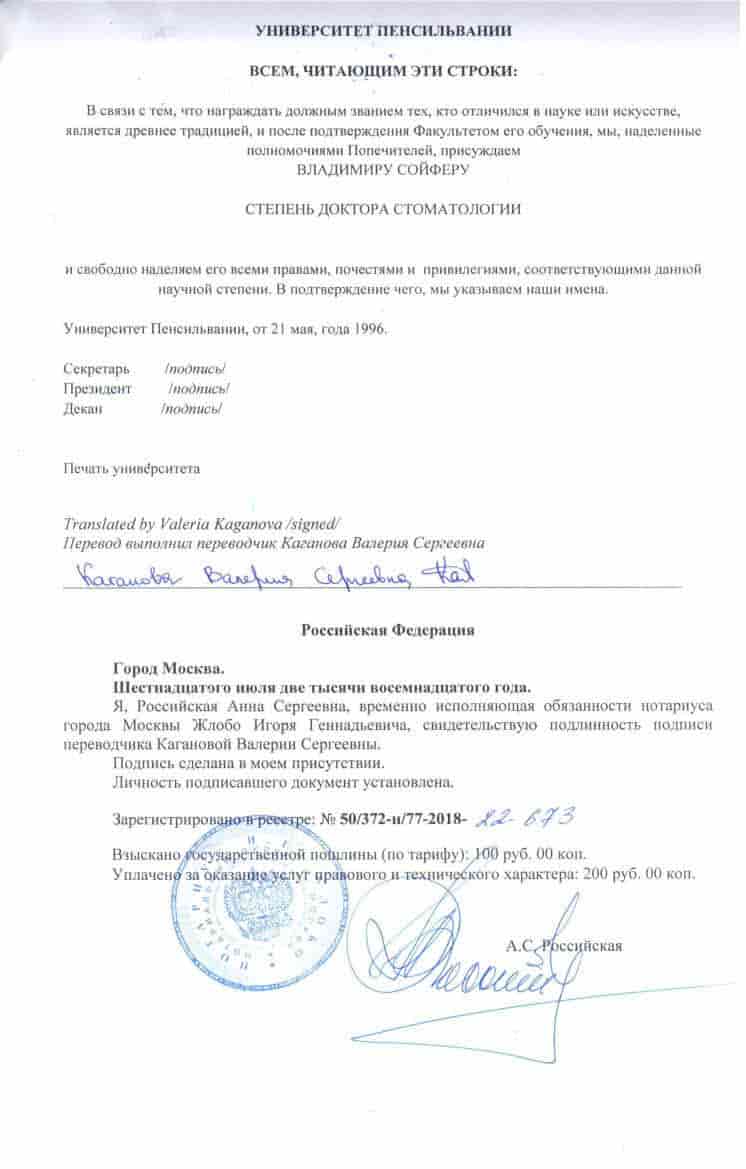 УНИВЕРСИТЕТ ПЕНСИЛЬВАНИИ
ВСЕМ, ЧИТАЮЩИМ ЭТИ СТРОКИ:
В связи с тем, что награждать должным званием тех, кто отличился в науке или искусстве,
является древнее традицией, и после подтверждения Факультетом его обучения, мы, наделенные
полномочиями Попечителей, присуждаем
ВЛАДИМИРУ СОЙФЕРУ
СТЕПЕНЬ ДОКТОРА СТОМАТОЛОГИИ
и свободно наделяем его всеми правами, почестями и привилегиями, соответствующими данной
научной степени. В подтверждение чего, мы указываем наши имена.
Университет Пенсильвании, от 21 мая, года 1996.
Секретарь /подпись/
Президент /подпись/
Декан /подпись/
Печать университета
Translated by Valeria Kaganova /signed/
Перевод выполнил переводчик Каганова Валерия Сергеевна
Каганова Валерия Сергеевна
Российская Федерация
Город Москва.
Шестнадцатого июля две тысячи восемнадцатого года.
Я, Российская Анна Сергеевна, временно исполняющая обязанности нотариуса
города Москвы Жлобо Игоря Геннадьевича, свидетельствую подлинность подписи
переводчика Кагановой Валерии Сергеевны.
Подпись сделана в моем присутствии.
Личность подписавшего документ установлена.
Зарегистрировано в реестре: № 50/372-н/77-2018- 22-673
Взыскано государственной пошлины (по тарифу): 100 руб. 00 коп.
Уплачено за оказание услуг правового и технического характера: 200 руб. 00 коп.
А.С. Российская